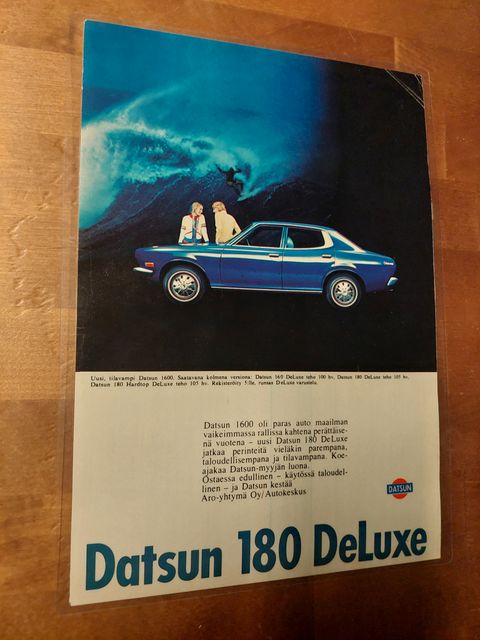 Uusi, tilavampi Datsun 1600. Saatavana kolmena versiona: Datsun 160 DeLuxe teho 100 hv, Datsun 180 DeLuxe teho 105 hv,
Datsun 180 Hardtop DeLuxe teho 105 hv. Rekisteröity 5:lle, runsas DeLuxe varustelu.
Datsun 1600 oli paras auto maailman
vaikeimmassa rallissa kahtena perättäise-
nä vuotena – uusi Datsun 180 DeLuxe
jatkaa perinteitä vieläkin parempana,
taloudellisempana ja tilavampana. Koe-
ajakaa Datsun-myyjän luona.
Ostaessa edullinen – käytössä taloudel-
linen – ja Datsun kestää
Aro-yhtymä Oy/Autokeskus
DATSUN
Datsun 180 DeLuxe